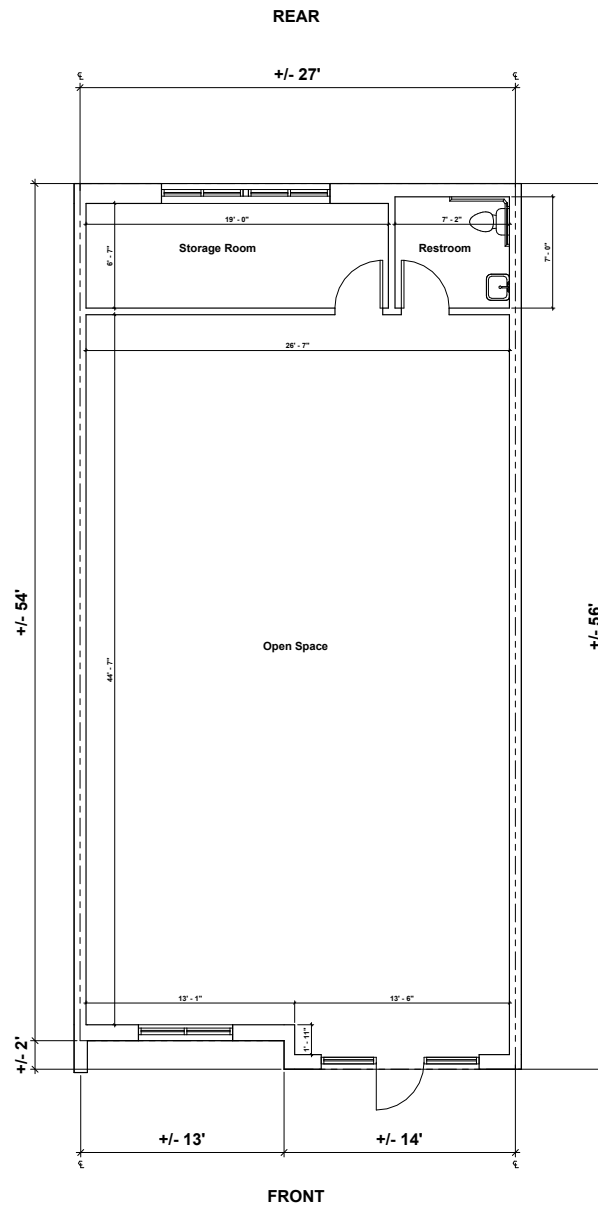 REAR
℄
+/- 27'
℄
19' - 0"
7' - 2"
Storage Room
Restroom
6' - 7"
7' - 0"
26' - 7"
+/- 54'
+/- 56'
Open Space
44' - 7"
13' - 1"
13' - 6"
1' - 11"
+/- 2'
+/- 13'
+/- 14'
℄
℄
FRONT